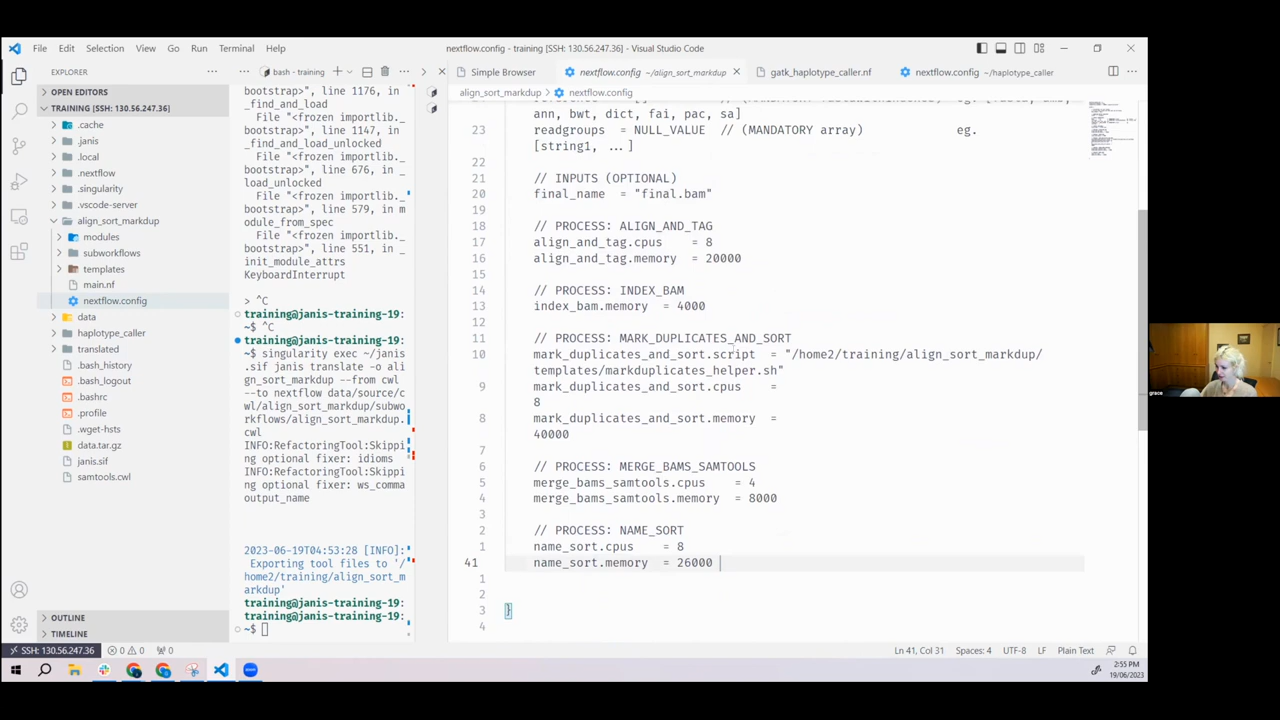 File Edit Selection View Go Run Terminal Help
nextflow.config - training [SSH: 130.56.247.36] - Visual Studio Code
EXPLORER
OPEN EDITORS
TRAINING [SSH: 130.56.247.36]
.cache
.janis
.local
.nextflow
.singularity
.vscode-server
align_sort_markdup
modules
subworkflows
templates
main.nf
nextflow.config
data
haplotype_caller
translated
.bash_history
.bash_logout
.bashrc
.profile
.wget-hsts
data.tar.gz
janis.sif
samtools.cwl
OUTLINE
TIMELINE
bash - training
bootstrap>", line 1176, in
_find_and_load
File "<frozen importlib._
bootstrap>", line 1147, in
_find_and_load_unlocked
File "<frozen importlib._
bootstrap>", line 676, in _
load_unlocked
File "<frozen importlib._
bootstrap>", line 579, in m
odule_from_spec
File "<frozen importlib._
bootstrap>", line 551, in _
init_module_attrs
KeyboardInterrupt
> ^C
training@janis-training-19:
~$ ^C
training@janis-training-19:
~$ singularity exec ~/janis
.sif janis translate -o ali
gn_sort_markdup --from cwl
--to nextflow data/source/c
wl/align_sort_markdup/subwo
rkflows/align_sort_markdup.
cwl
INFO:RefactoringTool:Skippi
ng optional fixer: idioms
INFO:RefactoringTool:Skippi
ng optional fixer: ws_comma
output_name
2023-06-19T04:53:28 [INFO]:
Exporting tool files to '/
home2/training/align_sort_m
arkdup'
training@janis-training-19:
training@janis-training-19:
~$
Simple Browser
nextflow.config ~/align_sort_markdup
gatk_haplotype_caller.nf
nextflow.config ~/haplotype_caller
align_sort_markdup > nextflow.config
ann, bwt, dict, fai, pac, sa]
23 readgroups = NULL_VALUE // (MANDATORY array) eg.
[string1, ...]
22
21 // INPUTS (OPTIONAL)
20 final_name = "final.bam"
19
18 // PROCESS: ALIGN_AND_TAG
17 align_and_tag.cpus = 8
16 align_and_tag.memory = 20000
15
14 // PROCESS: INDEX_BAM
13 index_bam.memory = 4000
12
11 // PROCESS: MARK_DUPLICATES_AND_SORT
10 mark_duplicates_and_sort.script = "/home2/training/align_sort_markdup/
templates/markduplicates_helper.sh"
9 mark_duplicates_and_sort.cpus =
8
8 mark_duplicates_and_sort.memory =
40000
7
6 // PROCESS: MERGE_BAMS_SAMTOOLS
5 merge_bams_samtools.cpus = 4
4 merge_bams_samtools.memory = 8000
3
2 // PROCESS: NAME_SORT
1 name_sort.cpus = 8
41 name_sort.memory = 26000
1
2
3 }
4
grace
SSH: 130.56.247.36 0 0 0 Ln 41, Col 31 Spaces: 4 UTF-8 LF Plain Text
2:55 PM
19/06/2023